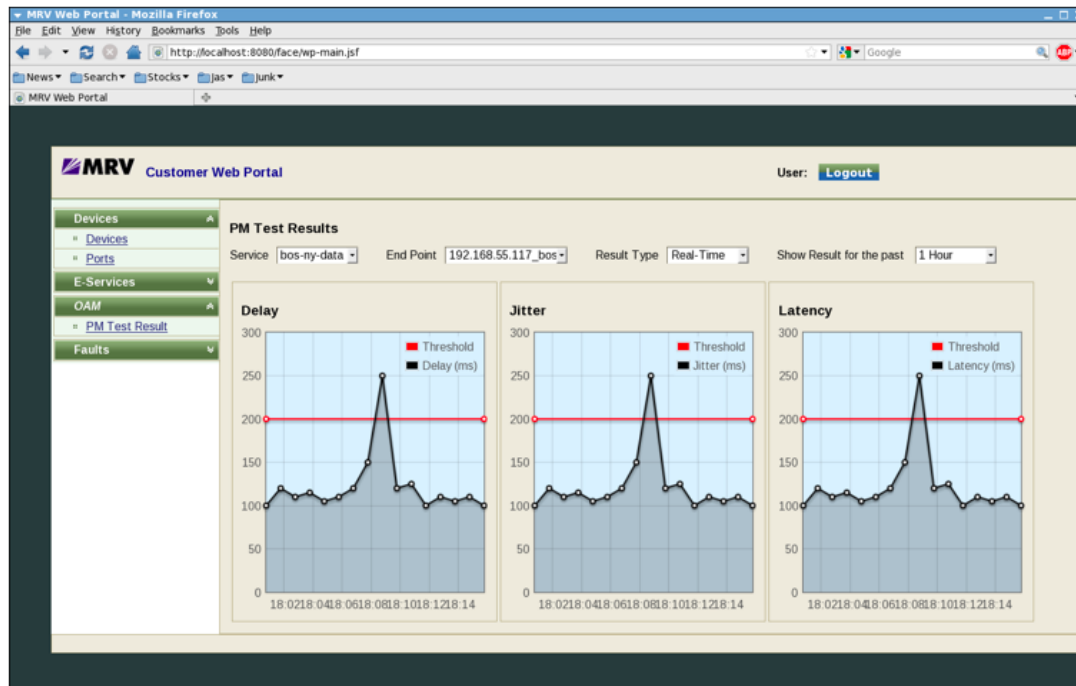 MRV Web Portal - Mozilla Firefox
File Edit View History Bookmarks Tools Help
http://localhost:8080/face/wp-main.jsf
Google
ABP
News Search Stocks Jas Junk
MRV Web Portal
MRV Customer Web Portal
User: Logout
Devices
Devices
Ports
E-Services
OAM
PM Test Result
Faults
PM Test Results
Service bos-ny-data End Point 192.168.55.117_bos Result Type Real-Time Show Result for the past 1 Hour
Delay
300
250
200
150
100
50
0
Threshold
Delay (ms)
18:02 18:04 18:06 18:08 18:10 18:12 18:14
Jitter
300
250
200
150
100
50
0
Threshold
Jitter (ms)
18:02 18:04 18:06 18:08 18:10 18:12 18:14
Latency
300
250
200
150
100
50
0
Threshold
Latency (ms)
18:02 18:04 18:06 18:08 18:10 18:12 18:14